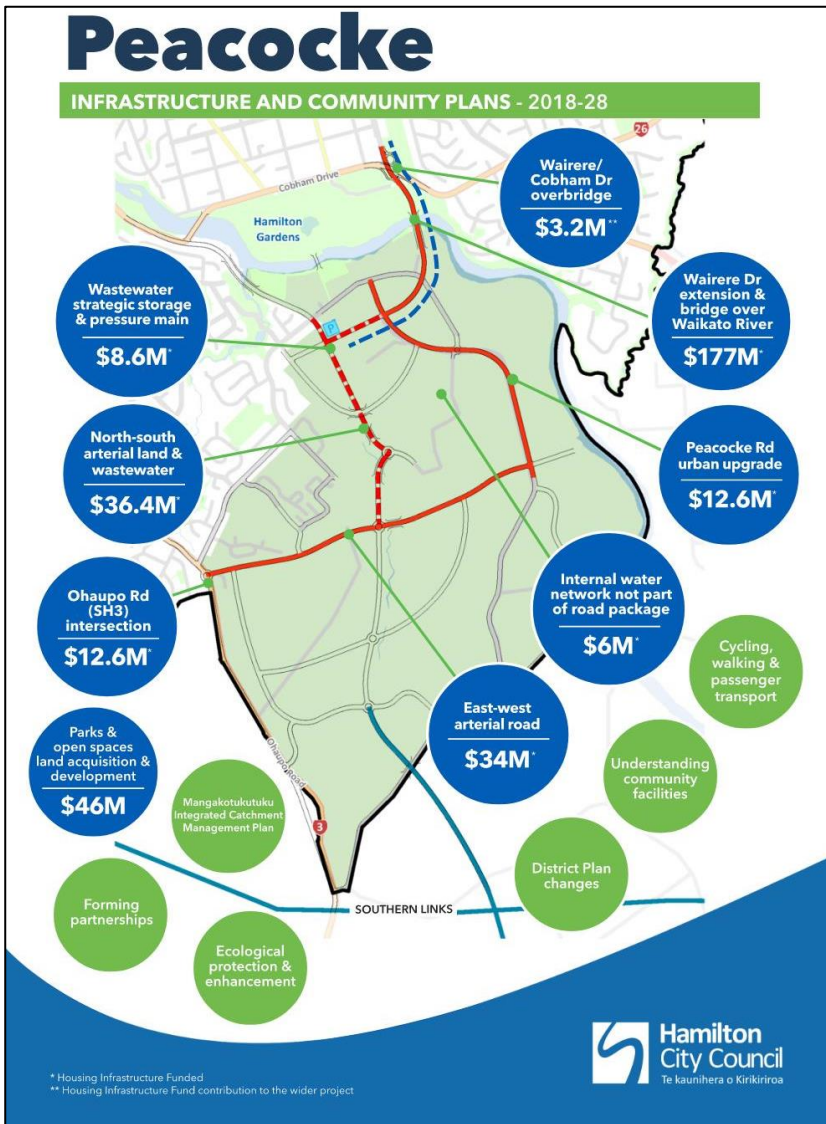 Peacocke
INFRASTRUCTURE AND COMMUNITY PLANS - 2018-28
26
Cobham Drive
Hamilton
Gardens
Wairere/
Cobham Dr
overbridge
$3.2M**
Wastewater
strategic storage
& pressure main
$8.6M*
P
Wairere Dr
extension &
bridge over
Waikato River
$177M*
North-south
arterial land &
wastewater
$36.4M*
Peacocke Rd
urban upgrade
$12.6M*
Ohaupo Rd
(SH3)
intersection
$12.6M*
Internal water
network not part
of road package
$6M*
Cycling,
walking &
passenger
transport
Parks &
open spaces
land acquisition &
development
$46M
East-west
arterial road
$34M*
Understanding
community
facilities
Ohaupo Road
Mangakotukutuku
Integrated Catchment
Management Plan
3
District Plan
changes
Forming
partnerships
SOUTHERN LINKS
Ecological
protection &
enhancement
* Housing Infrastructure Funded
** Housing Infrastructure Fund contribution to the wider project
Hamilton
City Council
Te kaunihera o Kirikiriroa